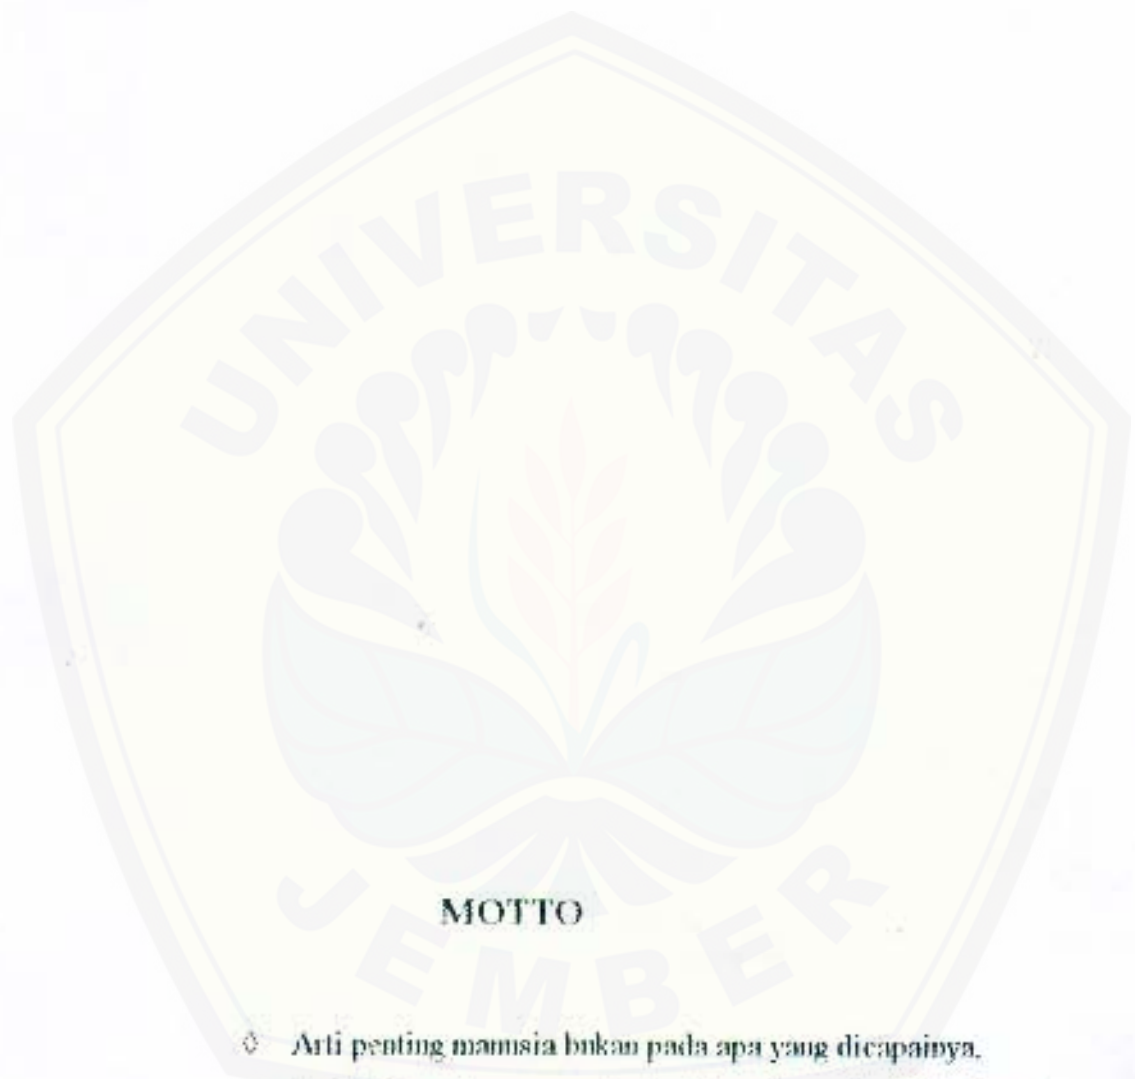 UNIVERSITAS
MOTTO
JEMBER
◊ Arti penting manusia bukan pada apa yang dicapainya,